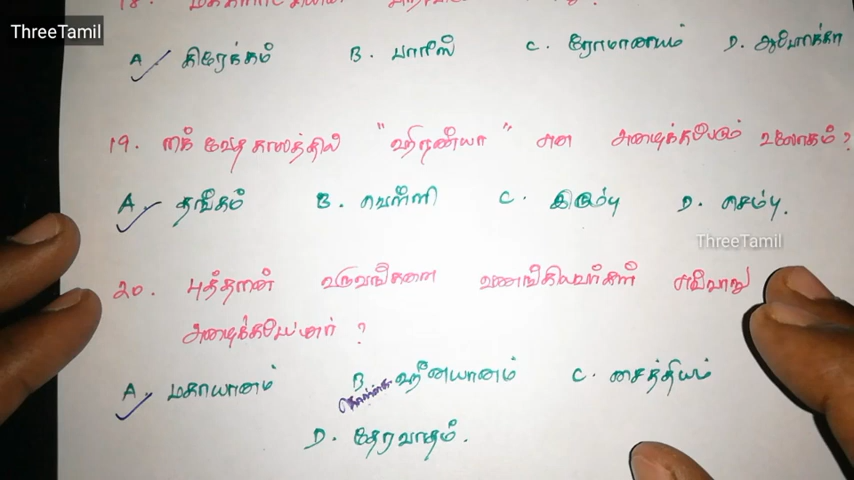 ThreeTamil
18.
A கிரேக்கம் B. பாரிஸ் C. ரோமானியம் D.
19. ரிக் வேத காலத்தில் "ஹிரண்யா" என அழைக்கப்படும் உலோகம்?
A தங்கம் B. வெள்ளி C. இரும்பு D. செம்பு.
ThreeTamil
20. புத்தரின் உருவங்களை வணங்கியவர்கள் எவ்வாறு
அழைக்கப்பட்டனர்?
A. மகாயானம் B. ஹீனயானம் C. சைத்தியம்
D. தேரவாதம்.